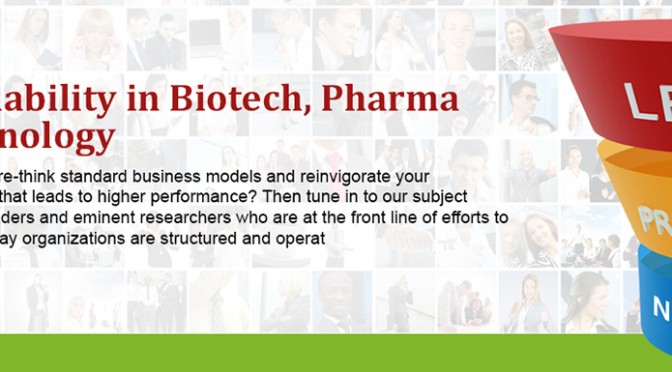 ability in Biotech, Pharma
nology
re-think standard business models and reinvigorate your
that leads to higher performance? Then tune in to our subject
ders and eminent researchers who are at the front line of efforts to
ay organizations are structured and operat
LE
PR
N